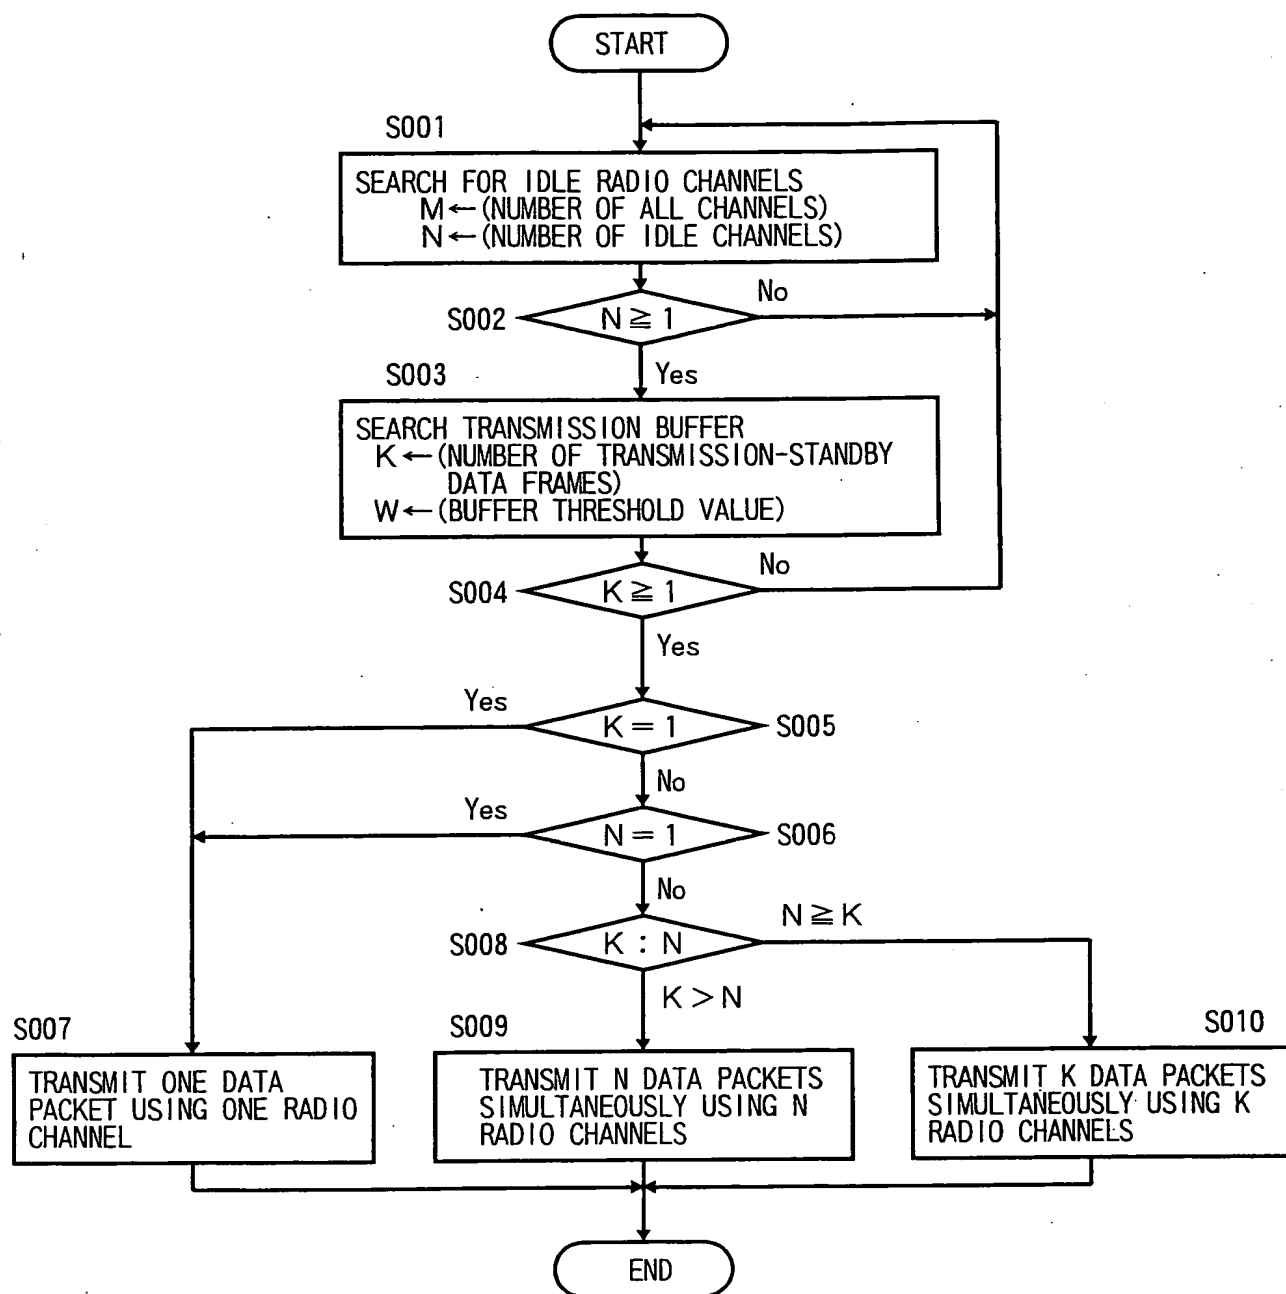 START
S001
SEARCH FOR IDLE RADIO CHANNELS
M←(NUMBER OF ALL CHANNELS)
N←(NUMBER OF IDLE CHANNELS)
No
S002
N≧1
Yes
S003
SEARCH TRANSMISSION BUFFER
K←(NUMBER OF TRANSMISSION-STANDBY
DATA FRAMES)
W←(BUFFER THRESHOLD VALUE)
No
S004
K≧1
Yes
Yes
K=1
S005
No
Yes
N=1
S006
No
N≧K
S008
K:N
K>N
S007
TRANSMIT ONE DATA
PACKET USING ONE RADIO
CHANNEL
S009
TRANSMIT N DATA PACKETS
SIMULTANEOUSLY USING N
RADIO CHANNELS
S010
TRANSMIT K DATA PACKETS
SIMULTANEOUSLY USING K
RADIO CHANNELS
END